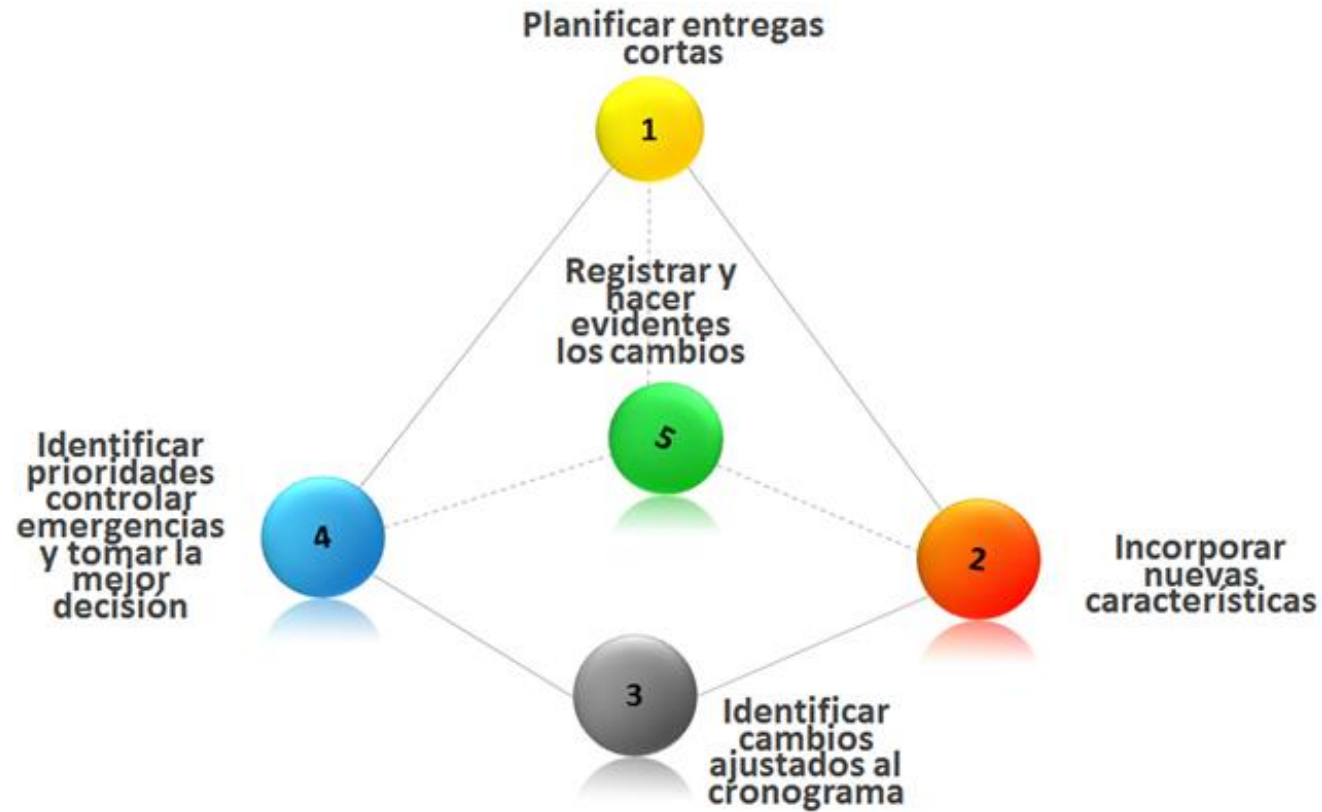 Planificar entregas
cortas
1
Registrar y
hacer
evidentes
los cambios
5
Identificar
prioridades
controlar
emergencias
y tomar la
mejor
decisión
4
2
Incorporar
nuevas
características
3
Identificar
cambios
ajustados al
cronograma